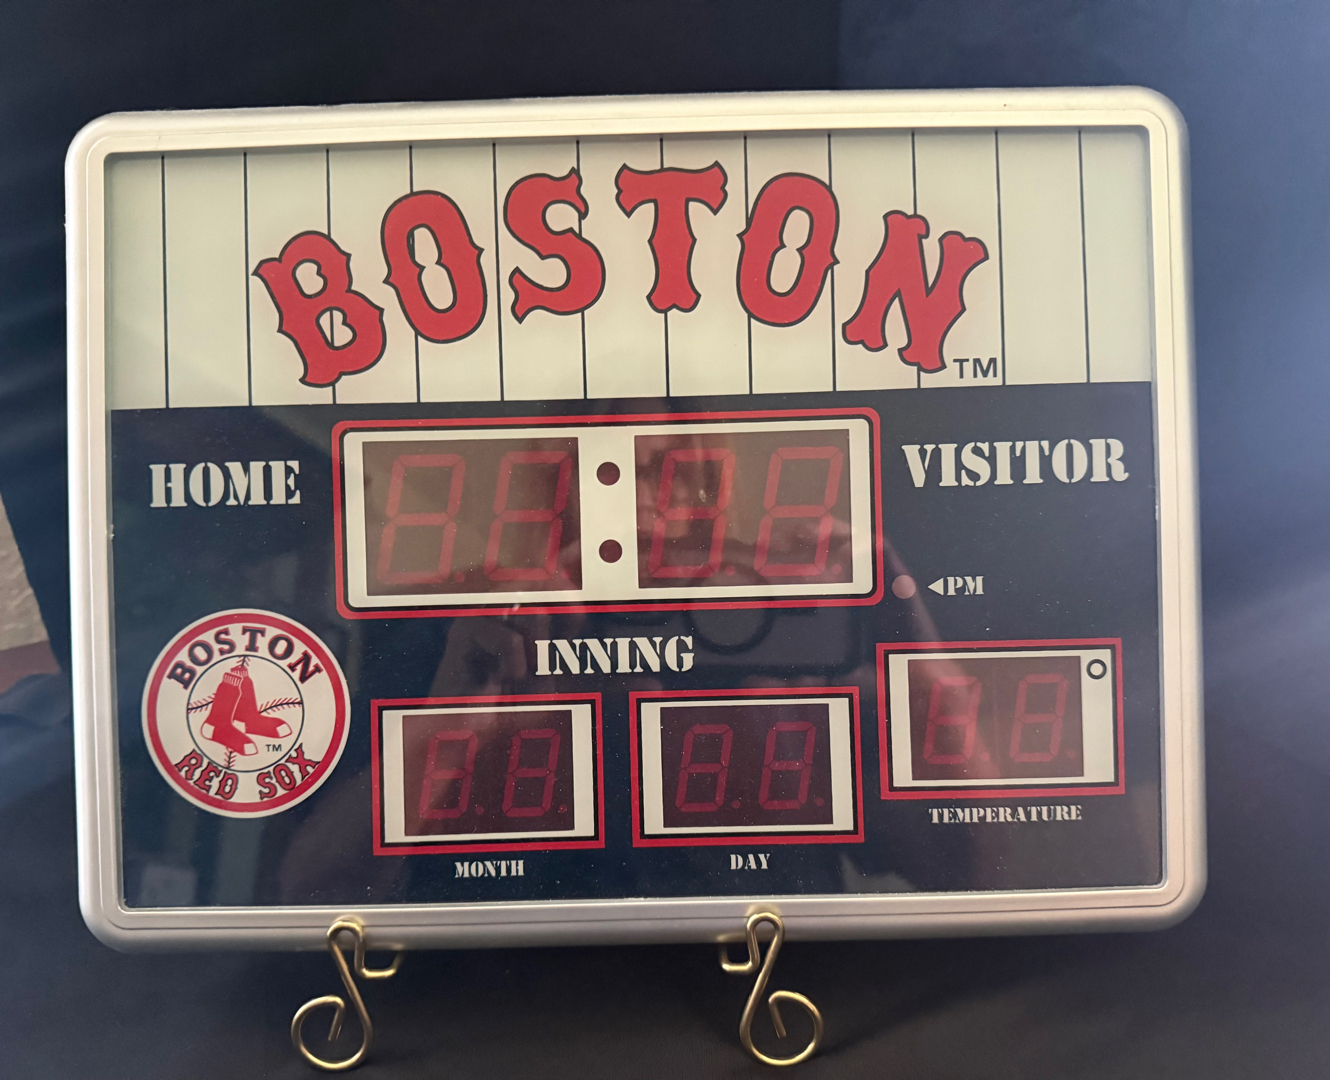 BOSTON TM
HOME
VISITOR
◀PM
INNING
BOSTON
TM
RED SOX
MONTH
DAY
TEMPERATURE